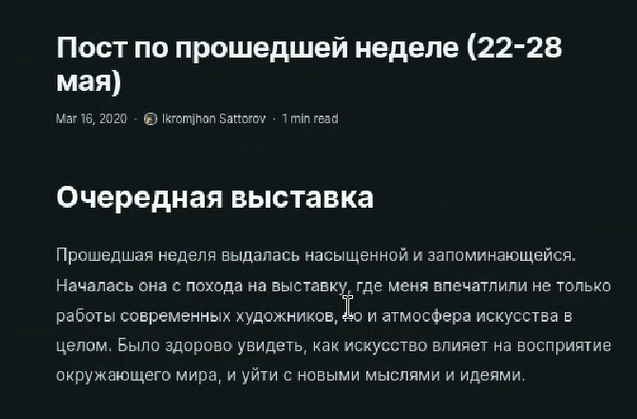 Пост по прошедшей неделе (22-28
мая)
Mar 16, 2020 · Ikromjhon Sattorov · 1 min read
Очередная выставка
Прошедшая неделя выдалась насыщенной и запоминающейся.
Началась она с похода на выставку, где меня впечатлили не только
работы современных художников, но и атмосфера искусства в
целом. Было здорово увидеть, как искусство влияет на восприятие
окружающего мира, и уйти с новыми мыслями и идеями.